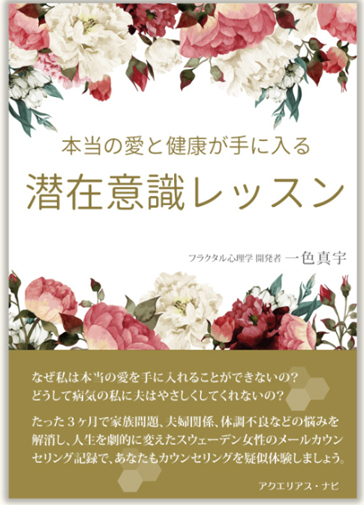 本当の愛と健康が手に入る
潜在意識レッスン
フラクタル心理学 開発者 一色真宇
なぜ私は本当の愛を手に入れることができないの?
どうして病気の私に夫はやさしくしてくれないの?
たった3ヶ月で家族問題、夫婦関係、体調不良などの悩みを
解消し、人生を劇的に変えたスウェーデン女性のメールカウン
セリング記録で、あなたもカウンセリングを疑似体験しましょう。
アクエリアス・ナビ